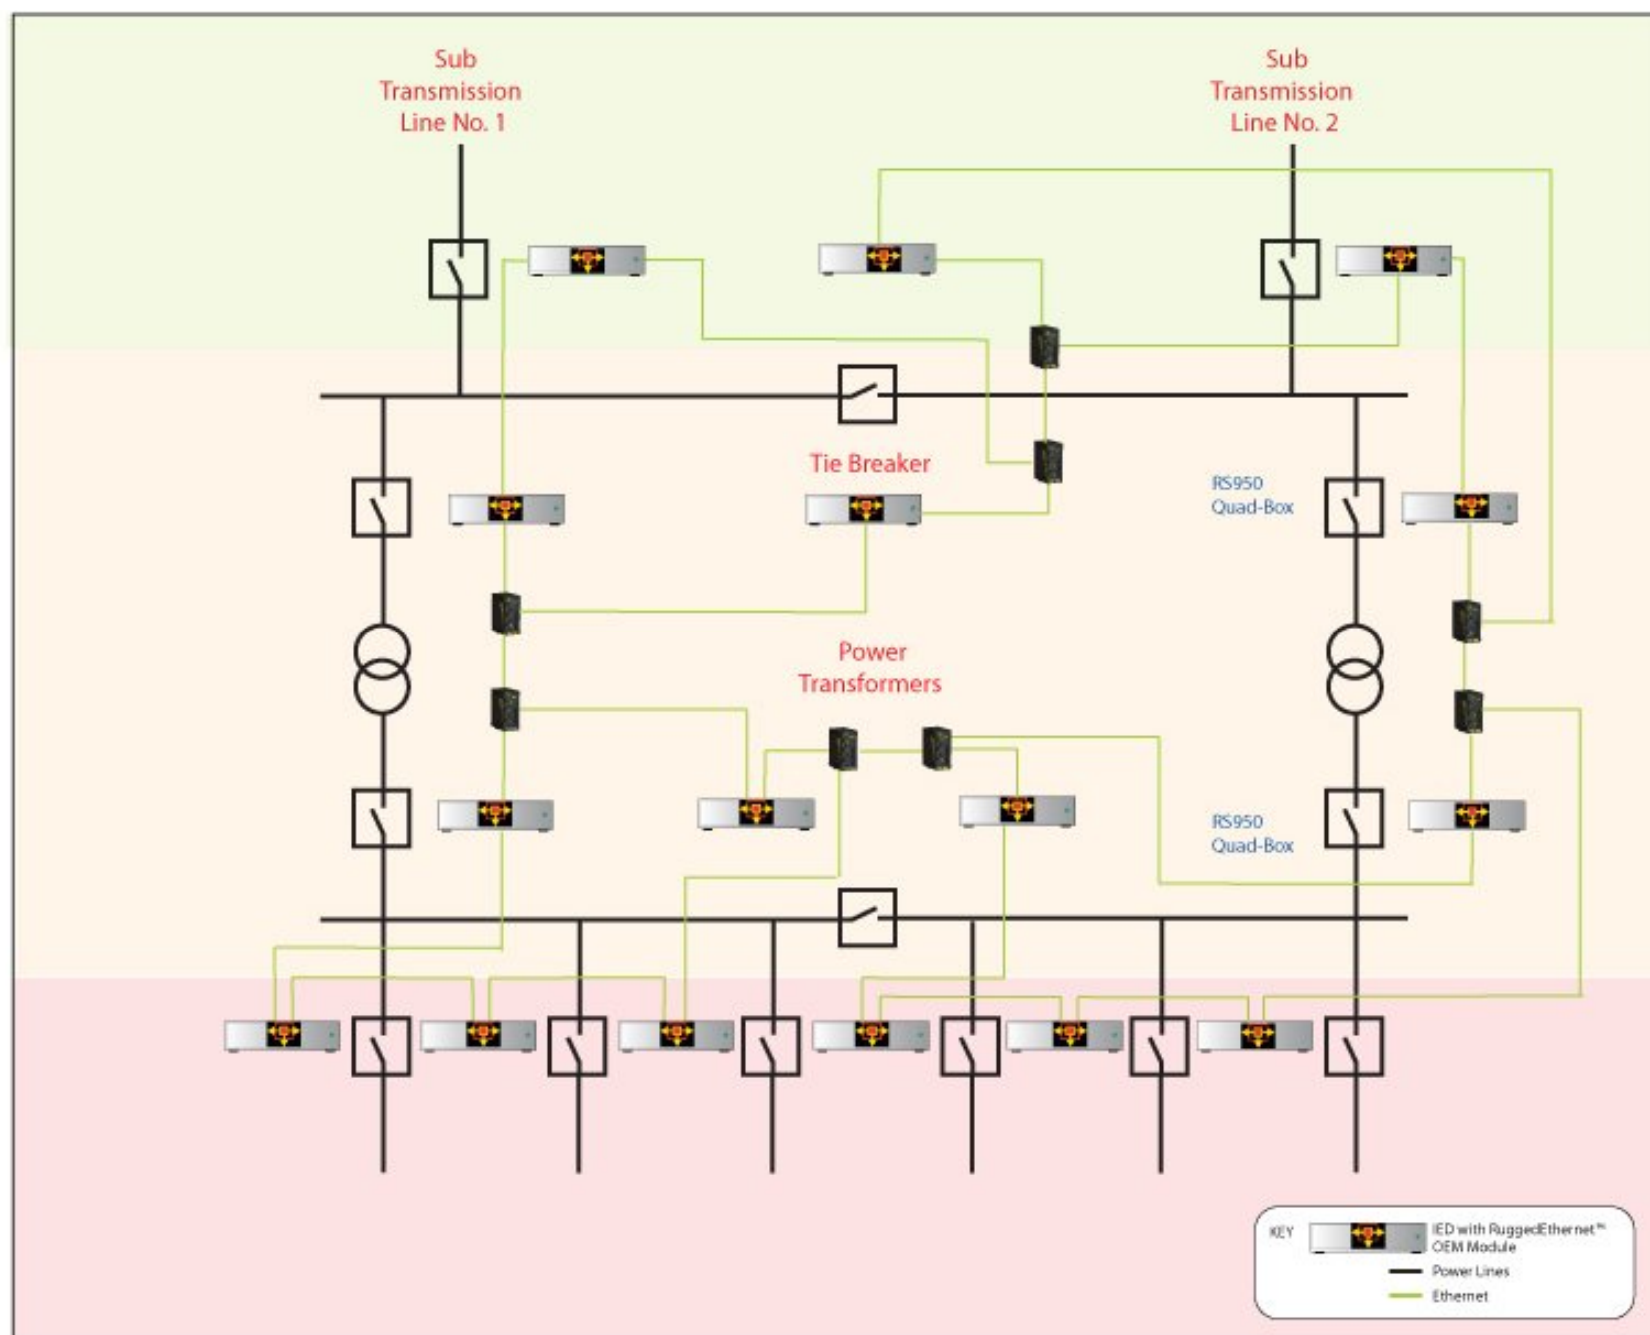 Sub
Transmission
Line No. 1
Sub
Transmission
Line No. 2
Tie Breaker
RS950
Quad-Box
Power
Transformers
RS950
Quad-Box
KEY
IED with RuggedEthernet™
OEM Module
Power Lines
Ethernet